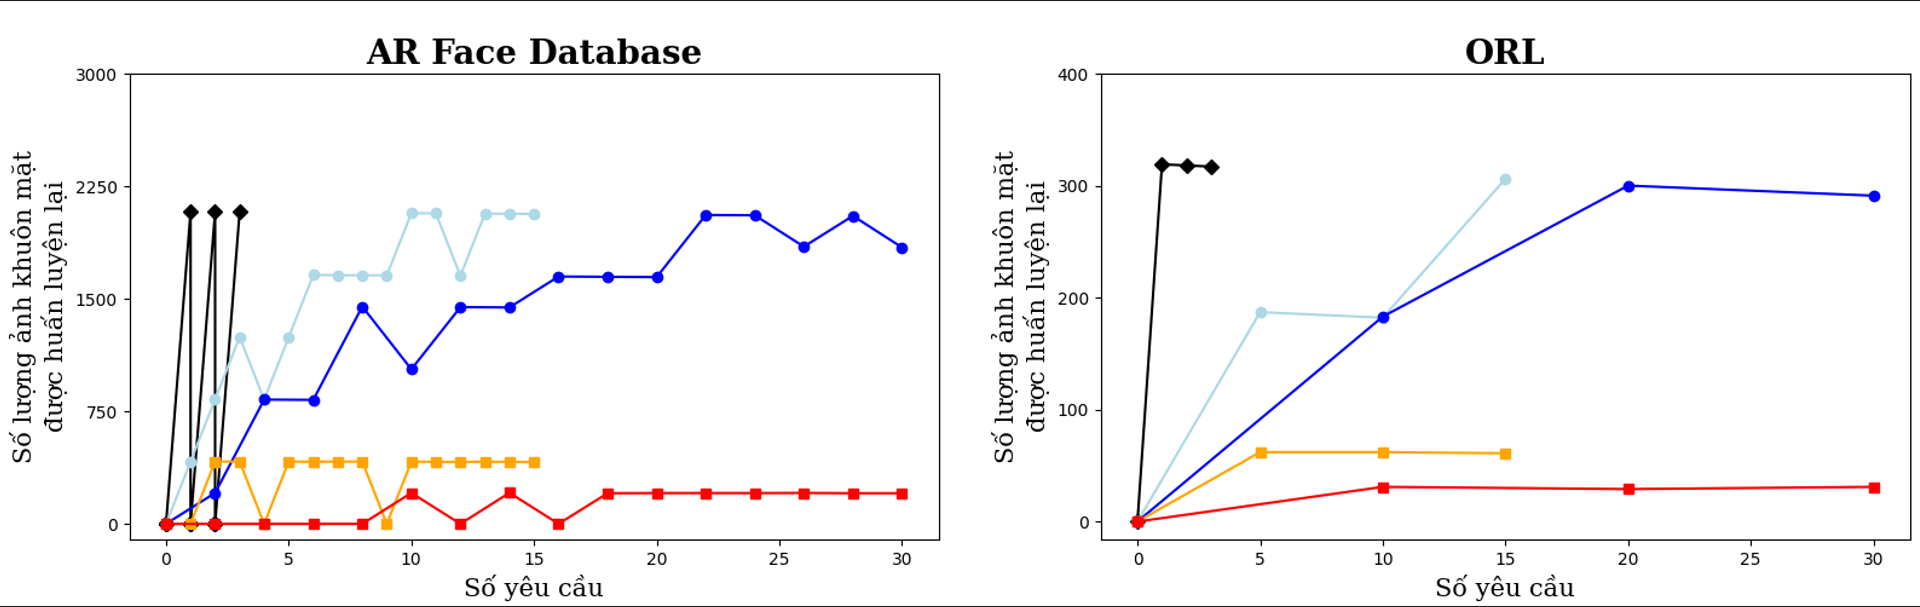 AR Face Database
3000
2250
1500
750
0
Số lượng ảnh khuôn mặt
được huấn luyện lại
0 5 10 15 20 25 30
Số yêu cầu
ORL
400
300
200
100
0
Số lượng ảnh khuôn mặt
được huấn luyện lại
0 5 10 15 20 25 30
Số yêu cầu